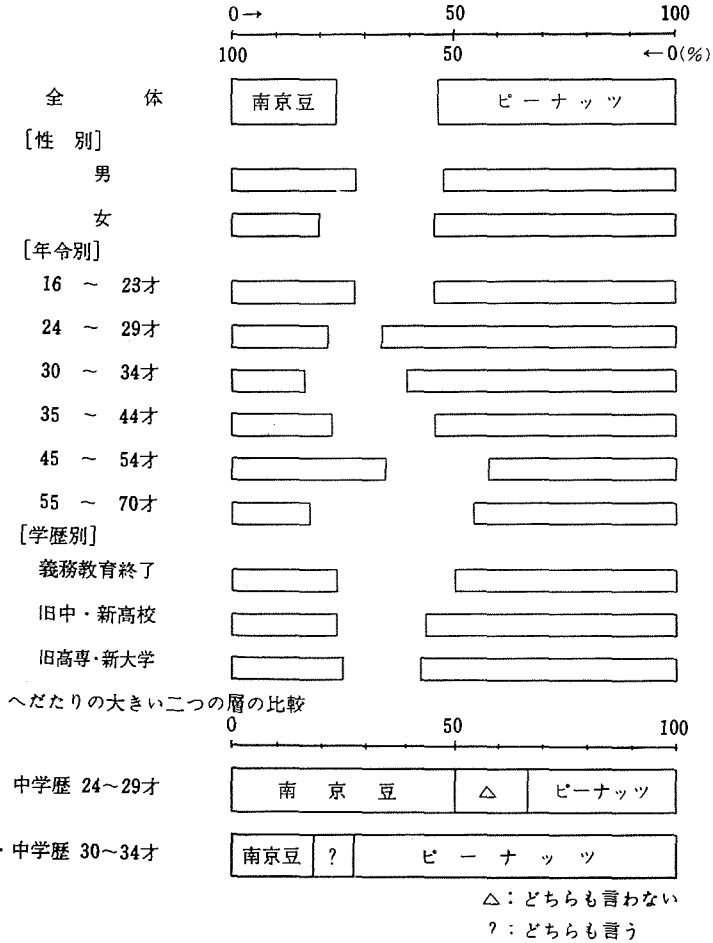 0→ 50 100
100 50 ←0(%)
全体 南京豆 ピーナッツ
[性別]
男
女
[年令別]
16 ~ 23才
24 ~ 29才
30 ~ 34才
35 ~ 44才
45 ~ 54才
55 ~ 70才
[学歴別]
義務教育終了
旧中・新高校
旧高専・新大学
へだたりの大きい二つの層の比較
0 50 100
中学歴 24~29才 南京豆 △ ピーナッツ
・中学歴 30~34才 南京豆 ? ピーナッツ
△:どちらも言わない
?:どちらも言う